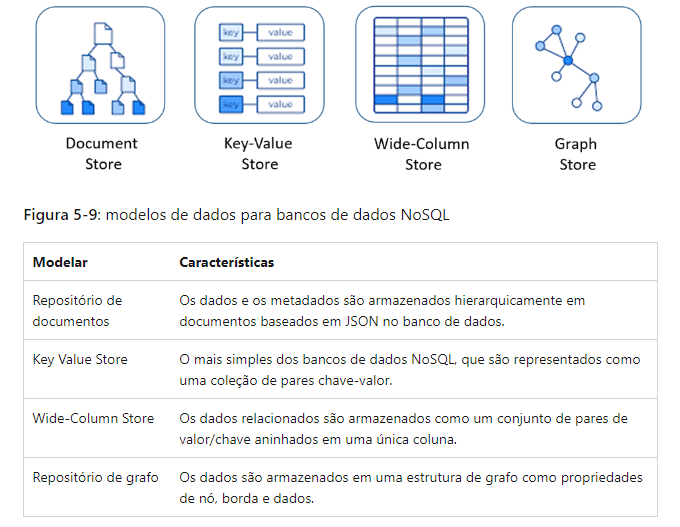 key value
key value
key value
key value
Document
Store
Key-Value
Store
Wide-Column
Store
Graph
Store
Figura 5-9: modelos de dados para bancos de dados NoSQL
Modelar Características
Repositório de
documentos
Os dados e os metadados são armazenados hierarquicamente em
documentos baseados em JSON no banco de dados.
Key Value Store
O mais simples dos bancos de dados NoSQL, que são representados como
uma coleção de pares chave-valor.
Wide-Column Store
Os dados relacionados são armazenados como um conjunto de pares de
valor/chave aninhados em uma única coluna.
Repositório de grafo
Os dados são armazenados em uma estrutura de grafo como propriedades
de nó, borda e dados.